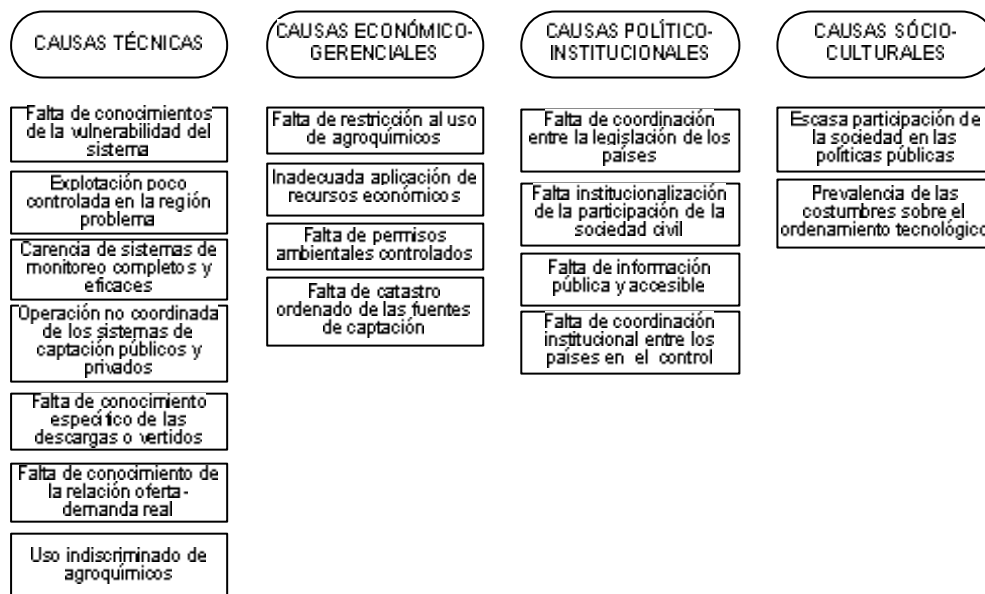 CAUSAS TÉCNICAS
Falta de conocimientos
de la vulnerabilidad del
sistema
Explotación poco
controlada en la región
problema
Carencia de sistemas de
monitoreo completos y
eficaces
Operación no coordinada
de los sistemas de
captación públicos y
privados
Falta de conocimiento
específico de las
descargas o vertidos
Falta de conocimiento de
la relación oferta-
demanda real
Uso indiscriminado de
agroquímicos
CAUSAS ECONÓMICO-
GERENCIALES
Falta de restricción al uso
de agroquímicos
Inadecuada aplicación de
recursos económicos
Falta de permisos
ambientales controlados
Falta de catastro
ordenado de las fuentes
de captación
CAUSAS POLÍTICO-
INSTITUCIONALES
Falta de coordinación
entre la legislación de los
países
Falta institucionalización
de la participación de la
sociedad civil
Falta de información
pública y accesible
Falta de coordinación
institucional entre los
países en el control
CAUSAS SÓCIO-
CULTURALES
Escasa participación de
la sociedad en las
políticas públicas
Prevalencia de las
costumbres sobre el
ordenamiento tecnológico